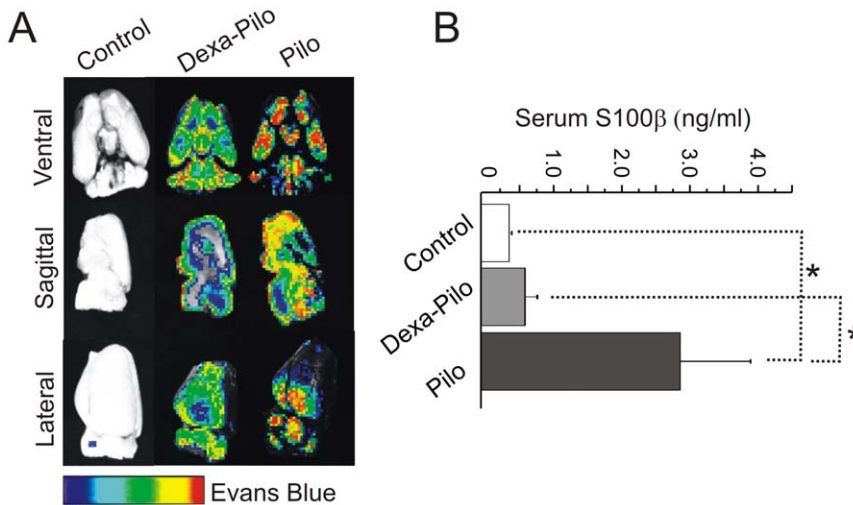 A
Control
Dexa-Pilo
Pilo
Ventral
Sagittal
Lateral
Evans Blue
B
Serum S100β (ng/ml)
0
1.0
2.0
3.0
4.0
Control
Dexa-Pilo
Pilo
*
*